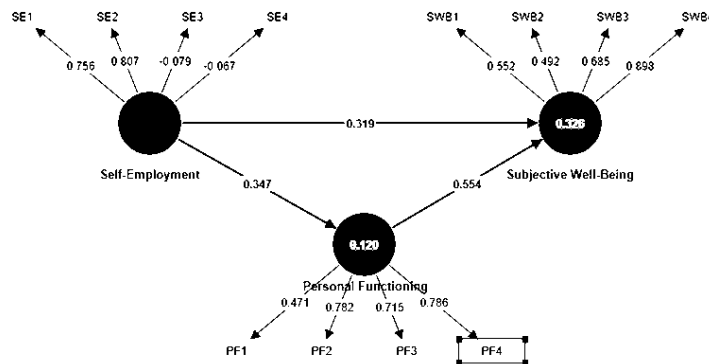 SE1 SE2 SE3 SE4 SWB1 SWB2 SWB3
0.756 0.807 -0.079 -0.067 0.552 0.492 0.685 0.898
0.319
0.326
Self-Employment Subjective Well-Being
0.347 0.554
0.120
Personal Functioning
0.471 0.782 0.715 0.786
PF1 PF2 PF3 PF4